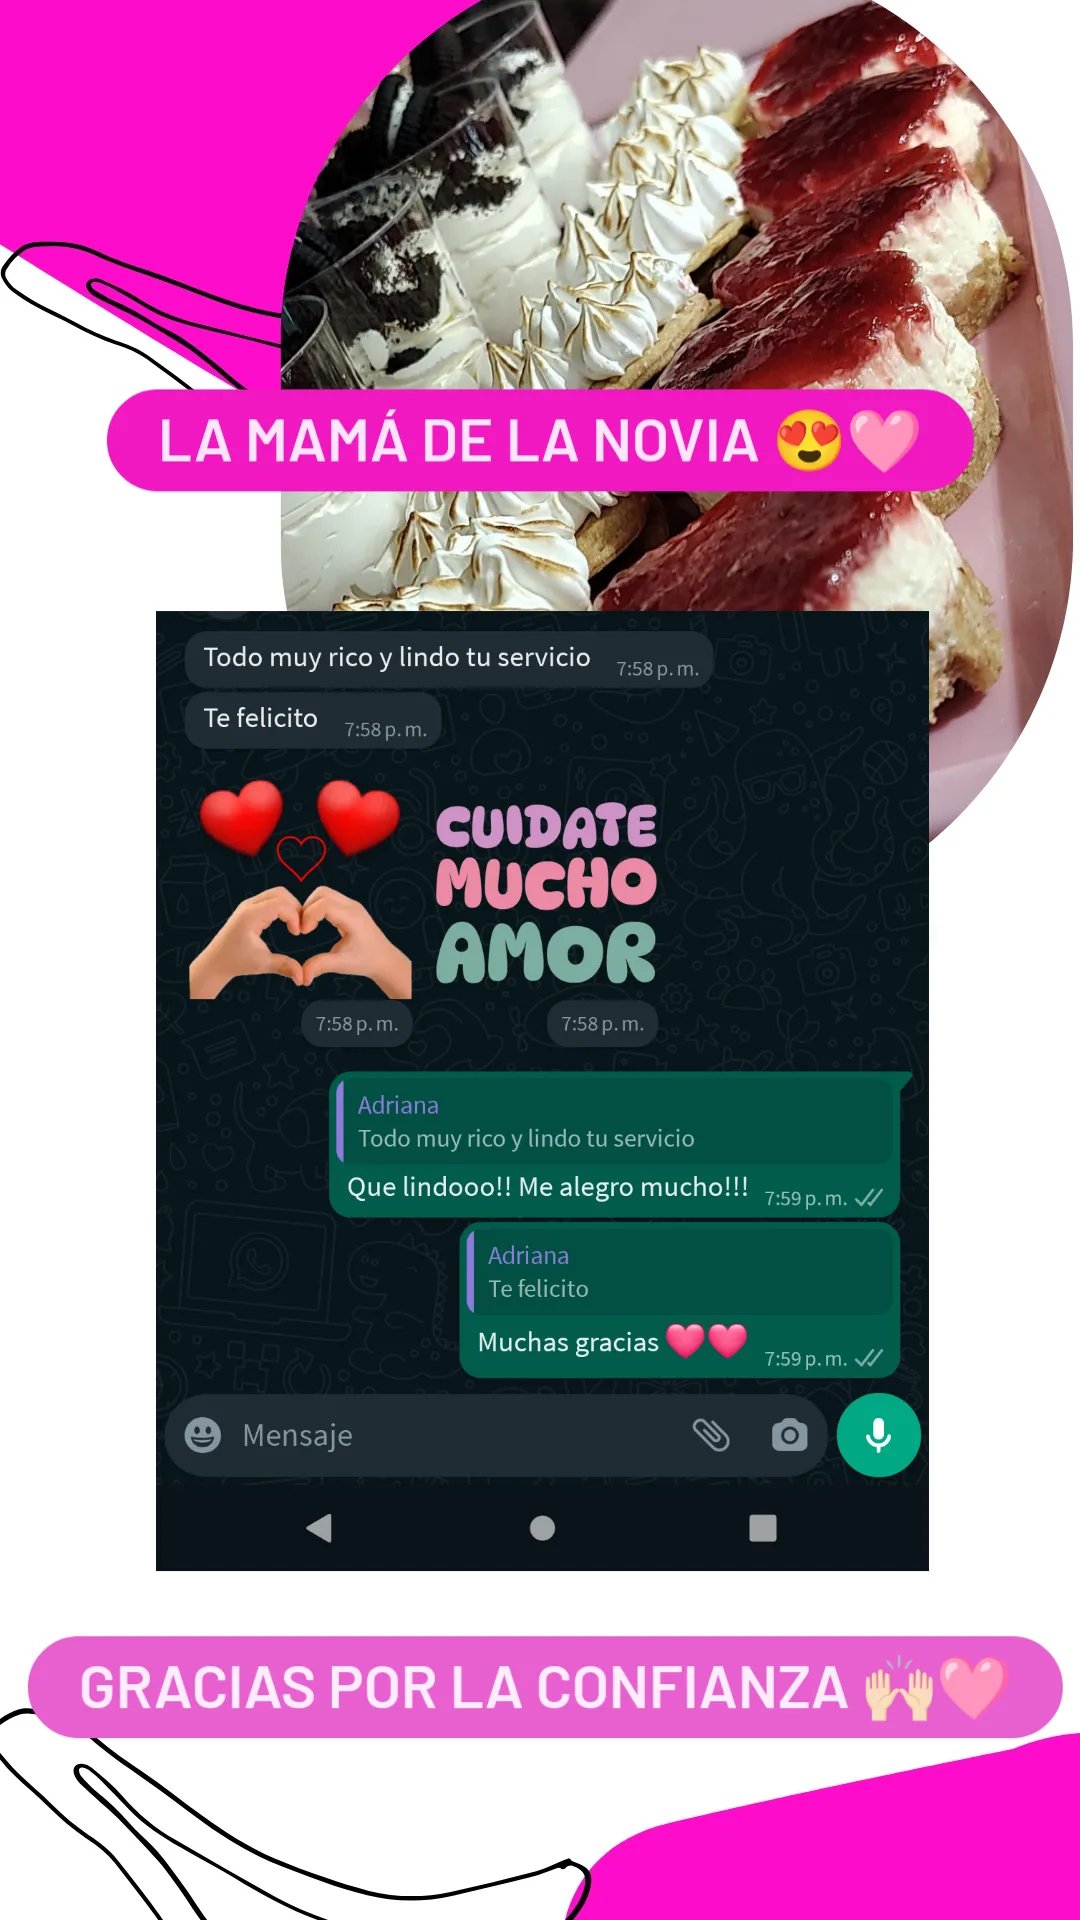 LA MAMÁ DE LA NOVIA 😍🩷
Todo muy rico y lindo tu servicio 7:58 p. m.
Te felicito 7:58 p. m.
CUIDATE
MUCHO
AMOR
7:58 p. m. 7:58 p. m.
Adriana
Todo muy rico y lindo tu servicio
Que lindooo!! Me alegro mucho!!! 7:59 p. m.
Adriana
Te felicito
Muchas gracias 🩷🩷 7:59 p. m.
Mensaje
GRACIAS POR LA CONFIANZA 🙌🏻🩷